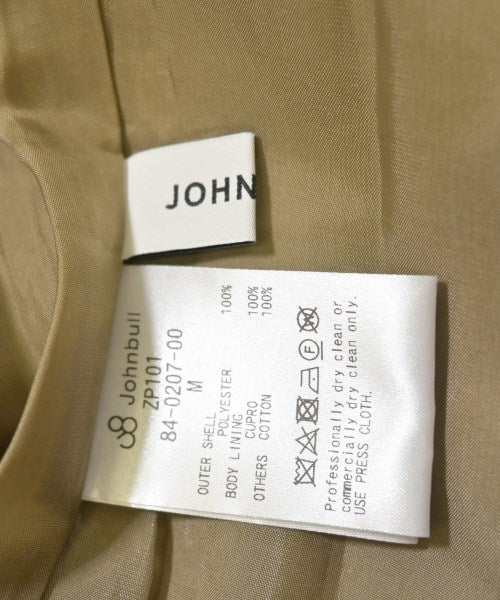 JOHN
Johnbull
ZP101
84-0207-00
M
OUTER SHELL
POLYESTER 100%
BODY LINING
CUPRO 100%
OTHERS COTTON 100%
F
W
Professionally dry clean or
commercially dry clean only.
USE PRESS CLOTH.